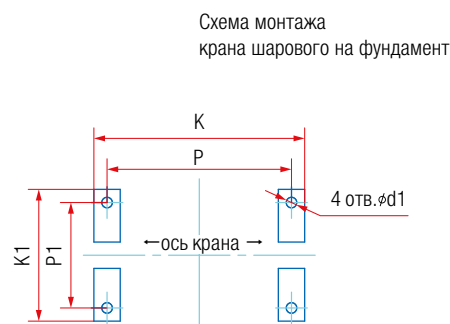 Схема монтажа
крана шарового на фундамент
K
P
4 отв.⌀d1
K1
P1
ось крана